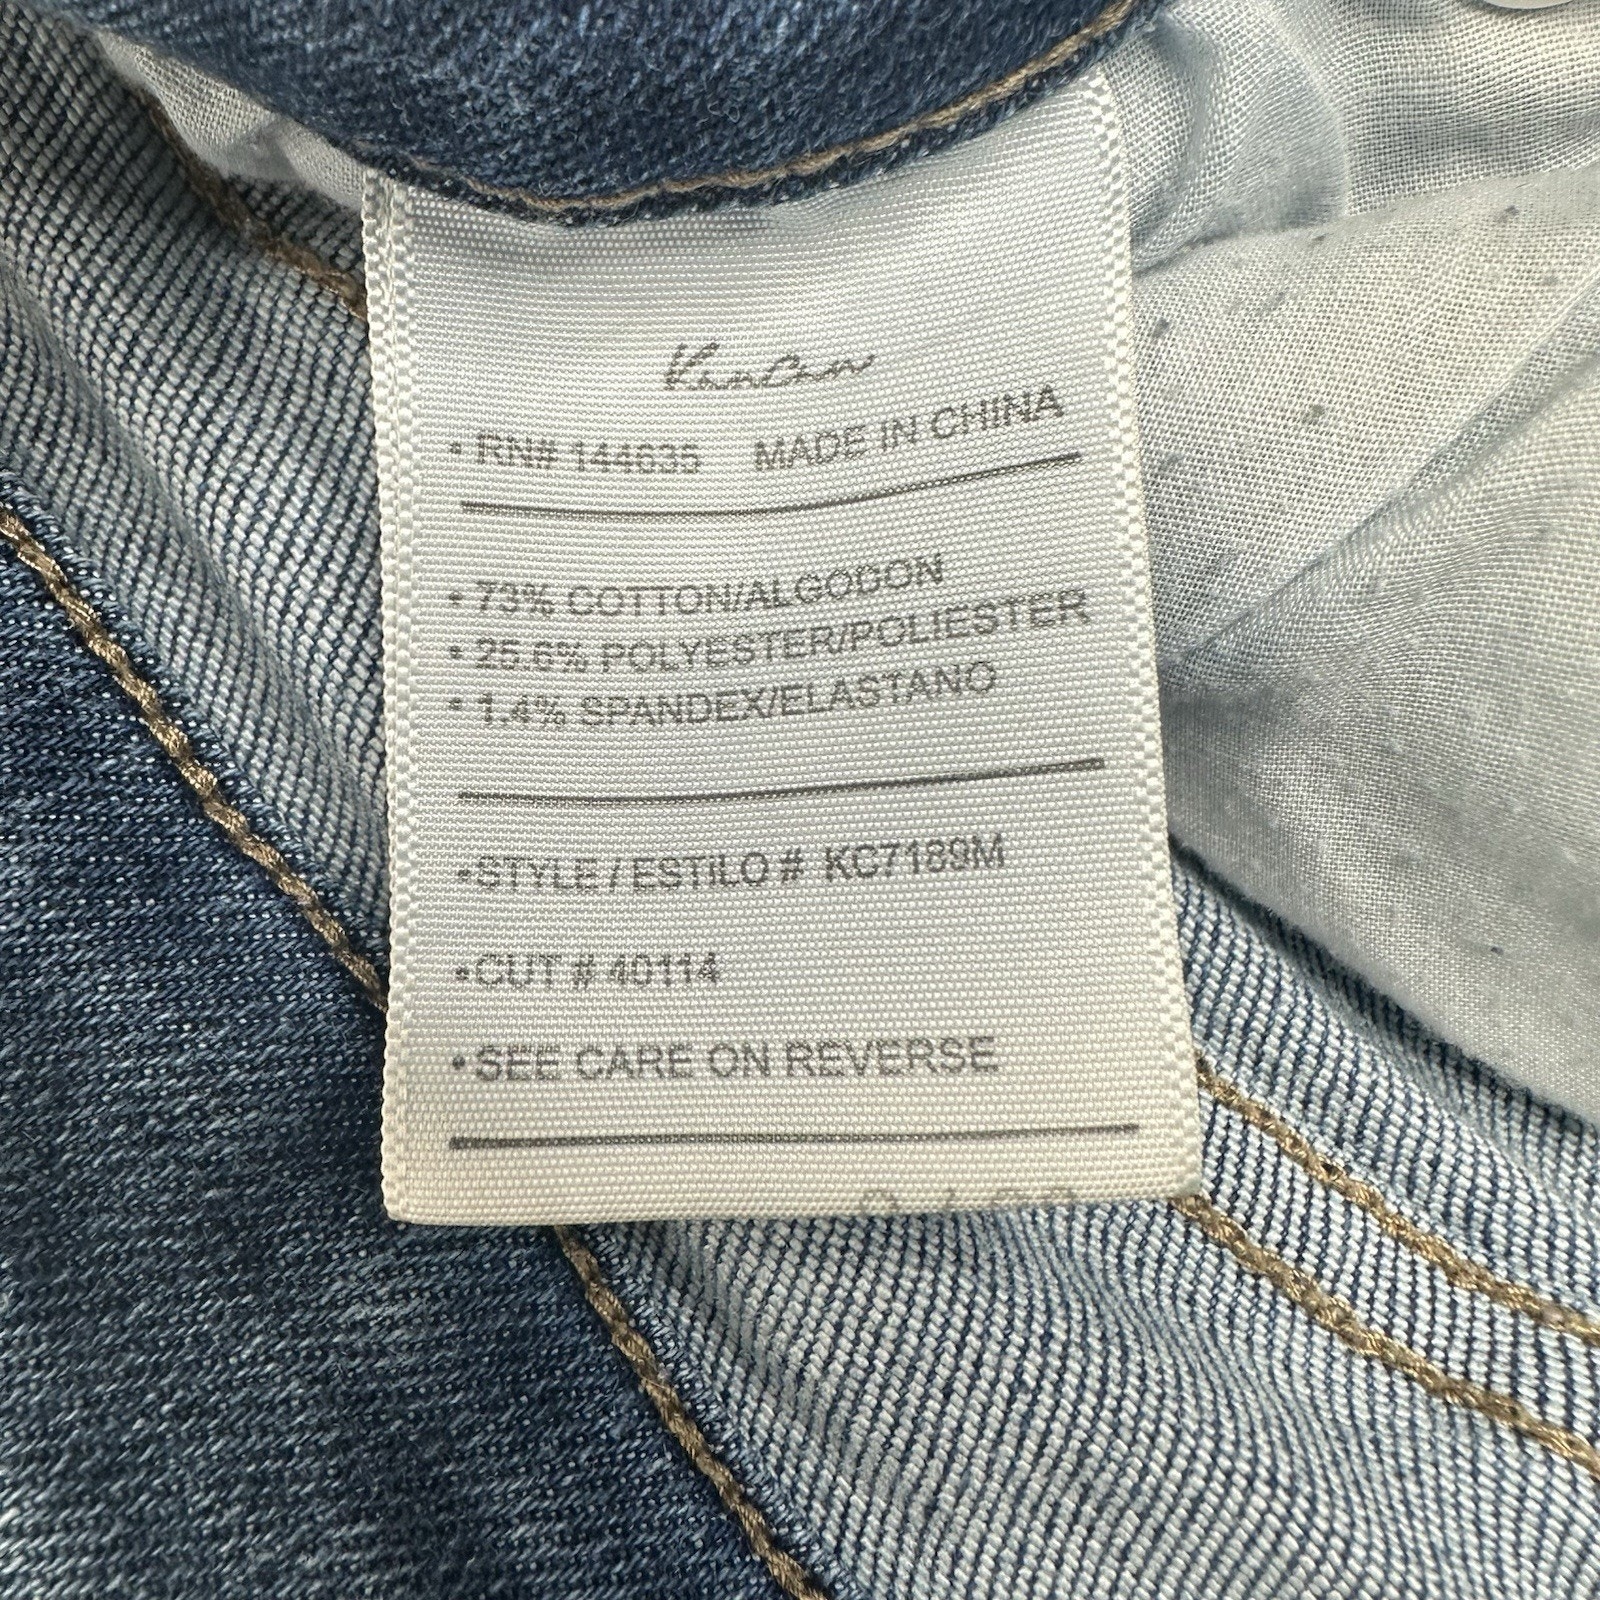 KanCan
• RN# 144635 MADE IN CHINA
• 73% COTTON/ALGODON
• 25.6% POLYESTER/POLIESTER
• 1.4% SPANDEX/ELASTANO
• STYLE / ESTILO # KC7189M
• CUT # 40114
• SEE CARE ON REVERSE